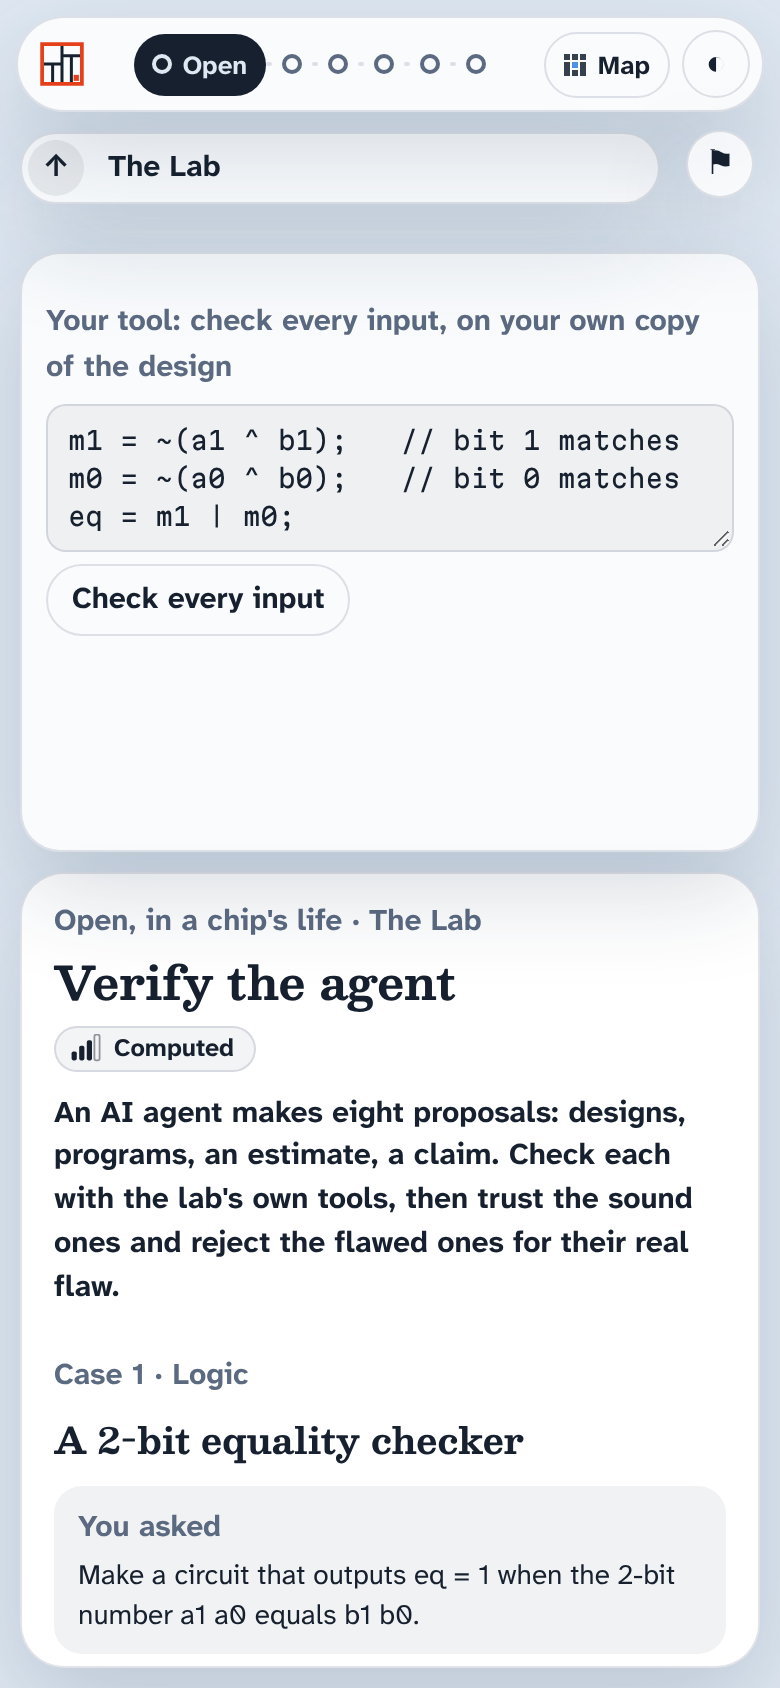 Open
Map
The Lab
Your tool: check every input, on your own copy
of the design
m1 = ~(a1 ^ b1);   // bit 1 matches
m0 = ~(a0 ^ b0);   // bit 0 matches
eq = m1 | m0;
Check every input
Open, in a chip's life · The Lab
Verify the agent
Computed
An AI agent makes eight proposals: designs,
programs, an estimate, a claim. Check each
with the lab's own tools, then trust the sound
ones and reject the flawed ones for their real
flaw.
Case 1 · Logic
A 2-bit equality checker
You asked
Make a circuit that outputs eq = 1 when the 2-bit
number a1 a0 equals b1 b0.